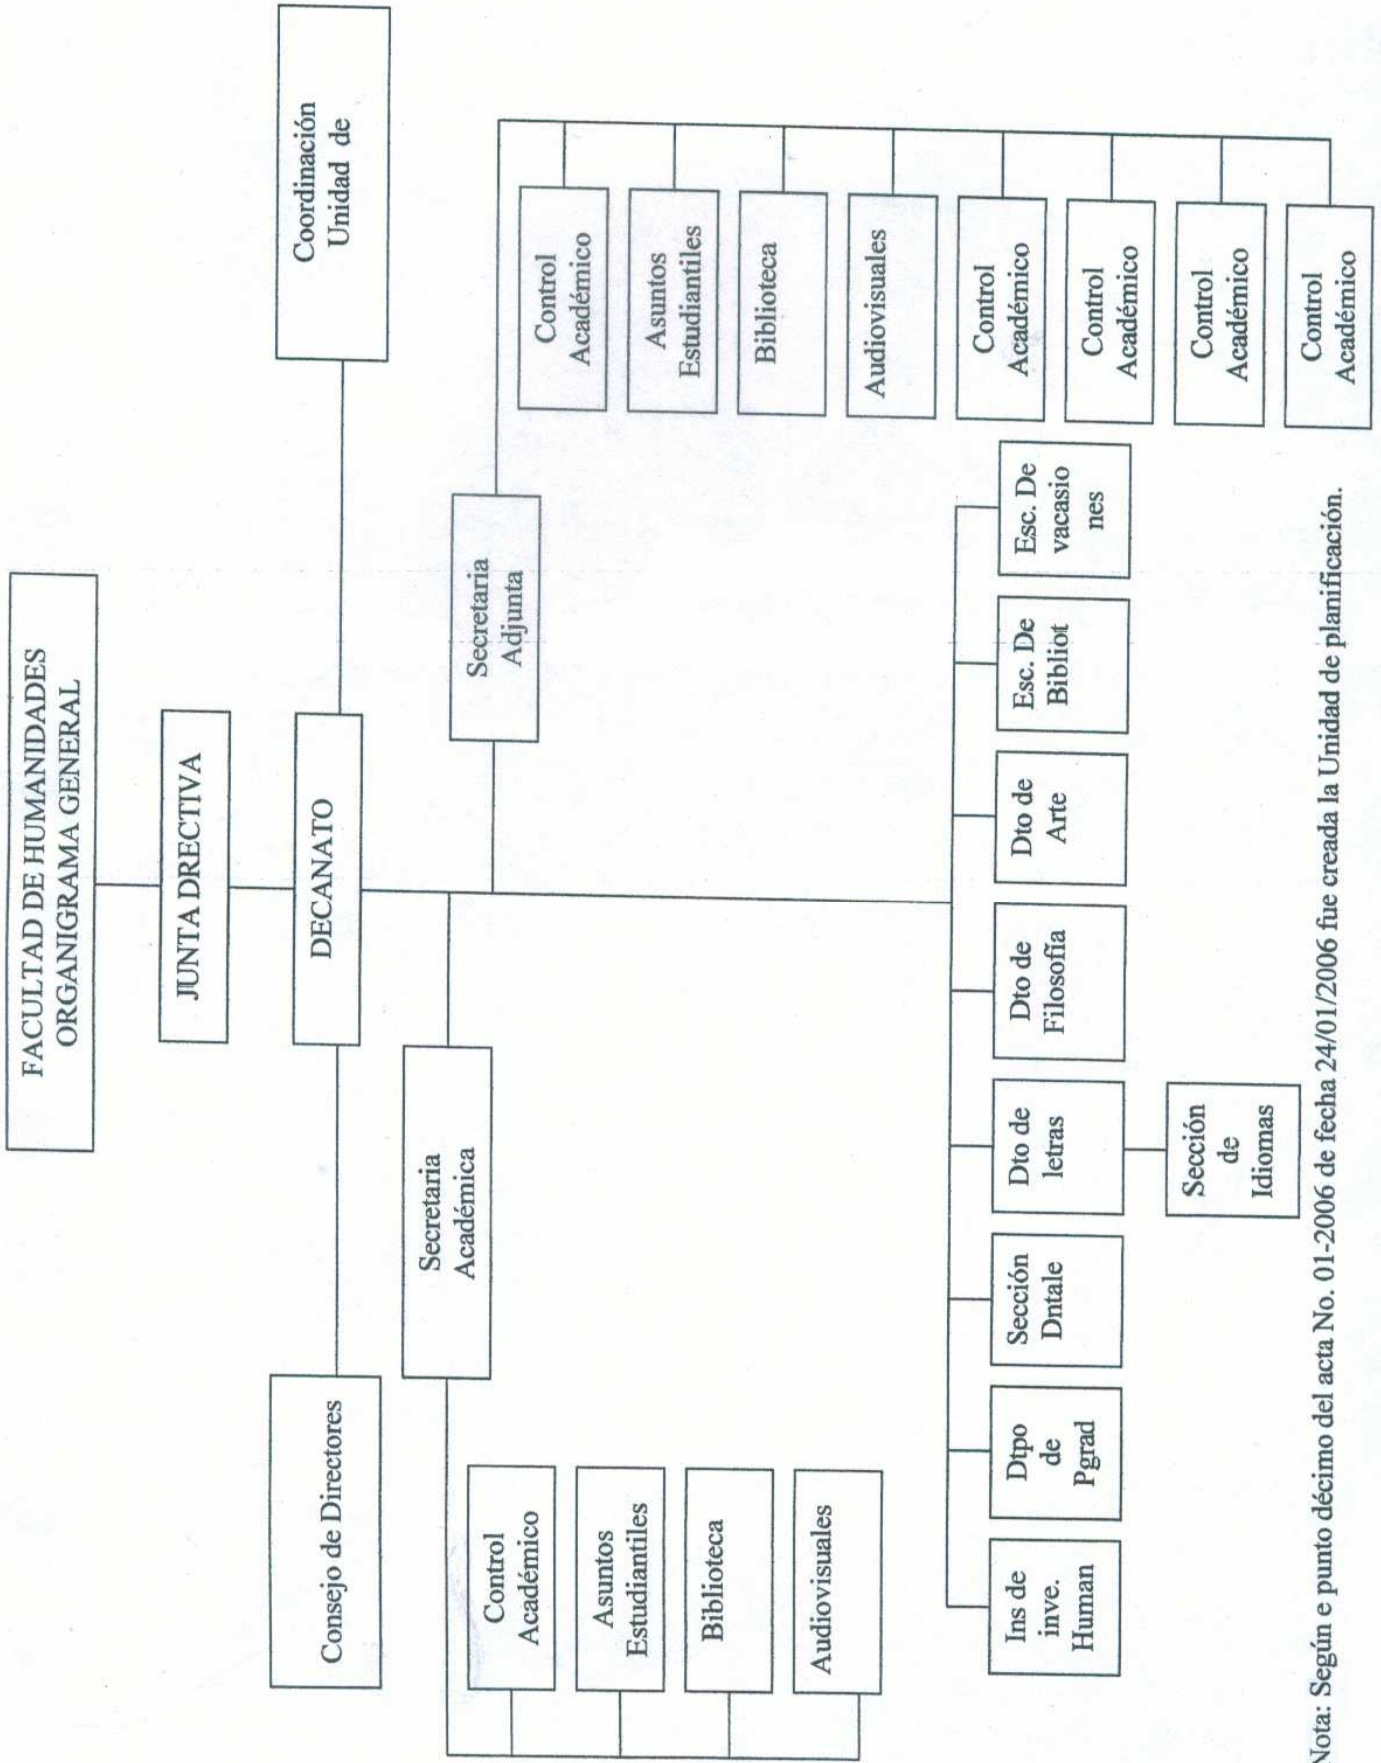 FACULTAD DE HUMANIDADES
ORGANIGRAMA GENERAL
JUNTA DRECTIVA
DECANATO
Consejo de Directores
Coordinación
Unidad de
Secretaria
Académica
Secretaria
Adjunta
Control
Académico
Asuntos
Estudiantiles
Biblioteca
Audiovisuales
Control
Académico
Asuntos
Estudiantiles
Biblioteca
Audiovisuales
Control
Académico
Control
Académico
Control
Académico
Control
Académico
Ins de
inve.
Human
Dtpo
de
Pgrad
Sección
Dntale
Dto de
letras
Dto de
Filosofía
Dto de
Arte
Esc. De
Bibliot
Esc. De
vacasio
nes
Sección
de
Idiomas
Nota: Según e punto décimo del acta No. 01-2006 de fecha 24/01/2006 fue creada la Unidad de planificación.